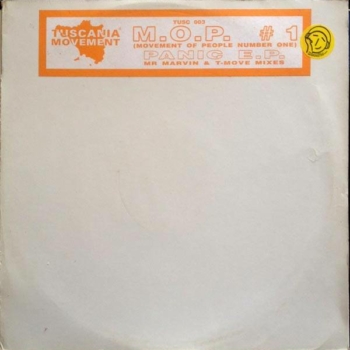 TUSC 003
TUSCANIA
MOVEMENT
M.O.P. # 1
(MOVEMENT OF PEOPLE NUMBER ONE)
PANIC E.P.
MR MARVIN & T-MOVE MIXES